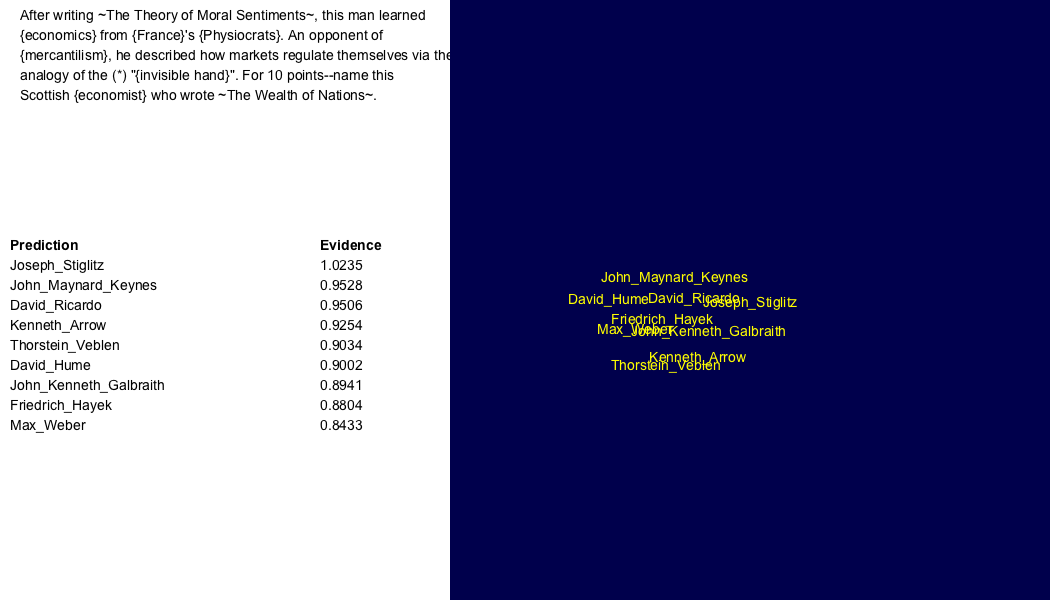 After writing ~The Theory of Moral Sentiments~, this man learned
{economics} from {France}'s {Physiocrats}. An opponent of
{mercantilism}, he described how markets regulate themselves via the
analogy of the (*) "{invisible hand}". For 10 points--name this
Scottish {economist} who wrote ~The Wealth of Nations~.
Prediction Evidence
Joseph_Stiglitz 1.0235
John_Maynard_Keynes 0.9528
David_Ricardo 0.9506
Kenneth_Arrow 0.9254
Thorstein_Veblen 0.9034
David_Hume 0.9002
John_Kenneth_Galbraith 0.8941
Friedrich_Hayek 0.8804
Max_Weber 0.8433
John_Maynard_Keynes
David_Hume
David_Ricardo
Joseph_Stiglitz
Friedrich_Hayek
Max_Weber
John_Kenneth_Galbraith
Kenneth_Arrow
Thorstein_Veblen